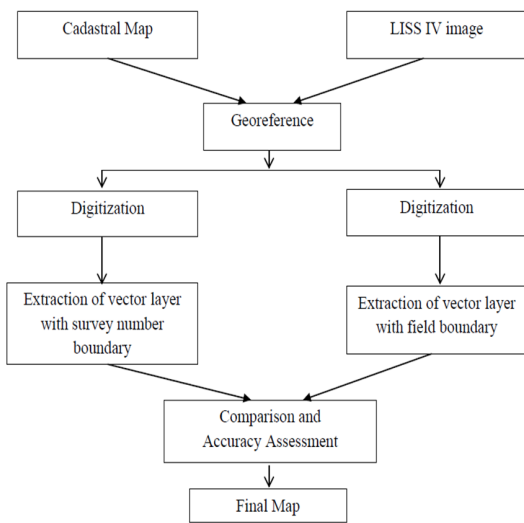 Cadastral Map
LISS IV image
Georeference
Digitization
Digitization
Extraction of vector layer
with survey number
boundary
Extraction of vector layer
with field boundary
Comparison and
Accuracy Assessment
Final Map